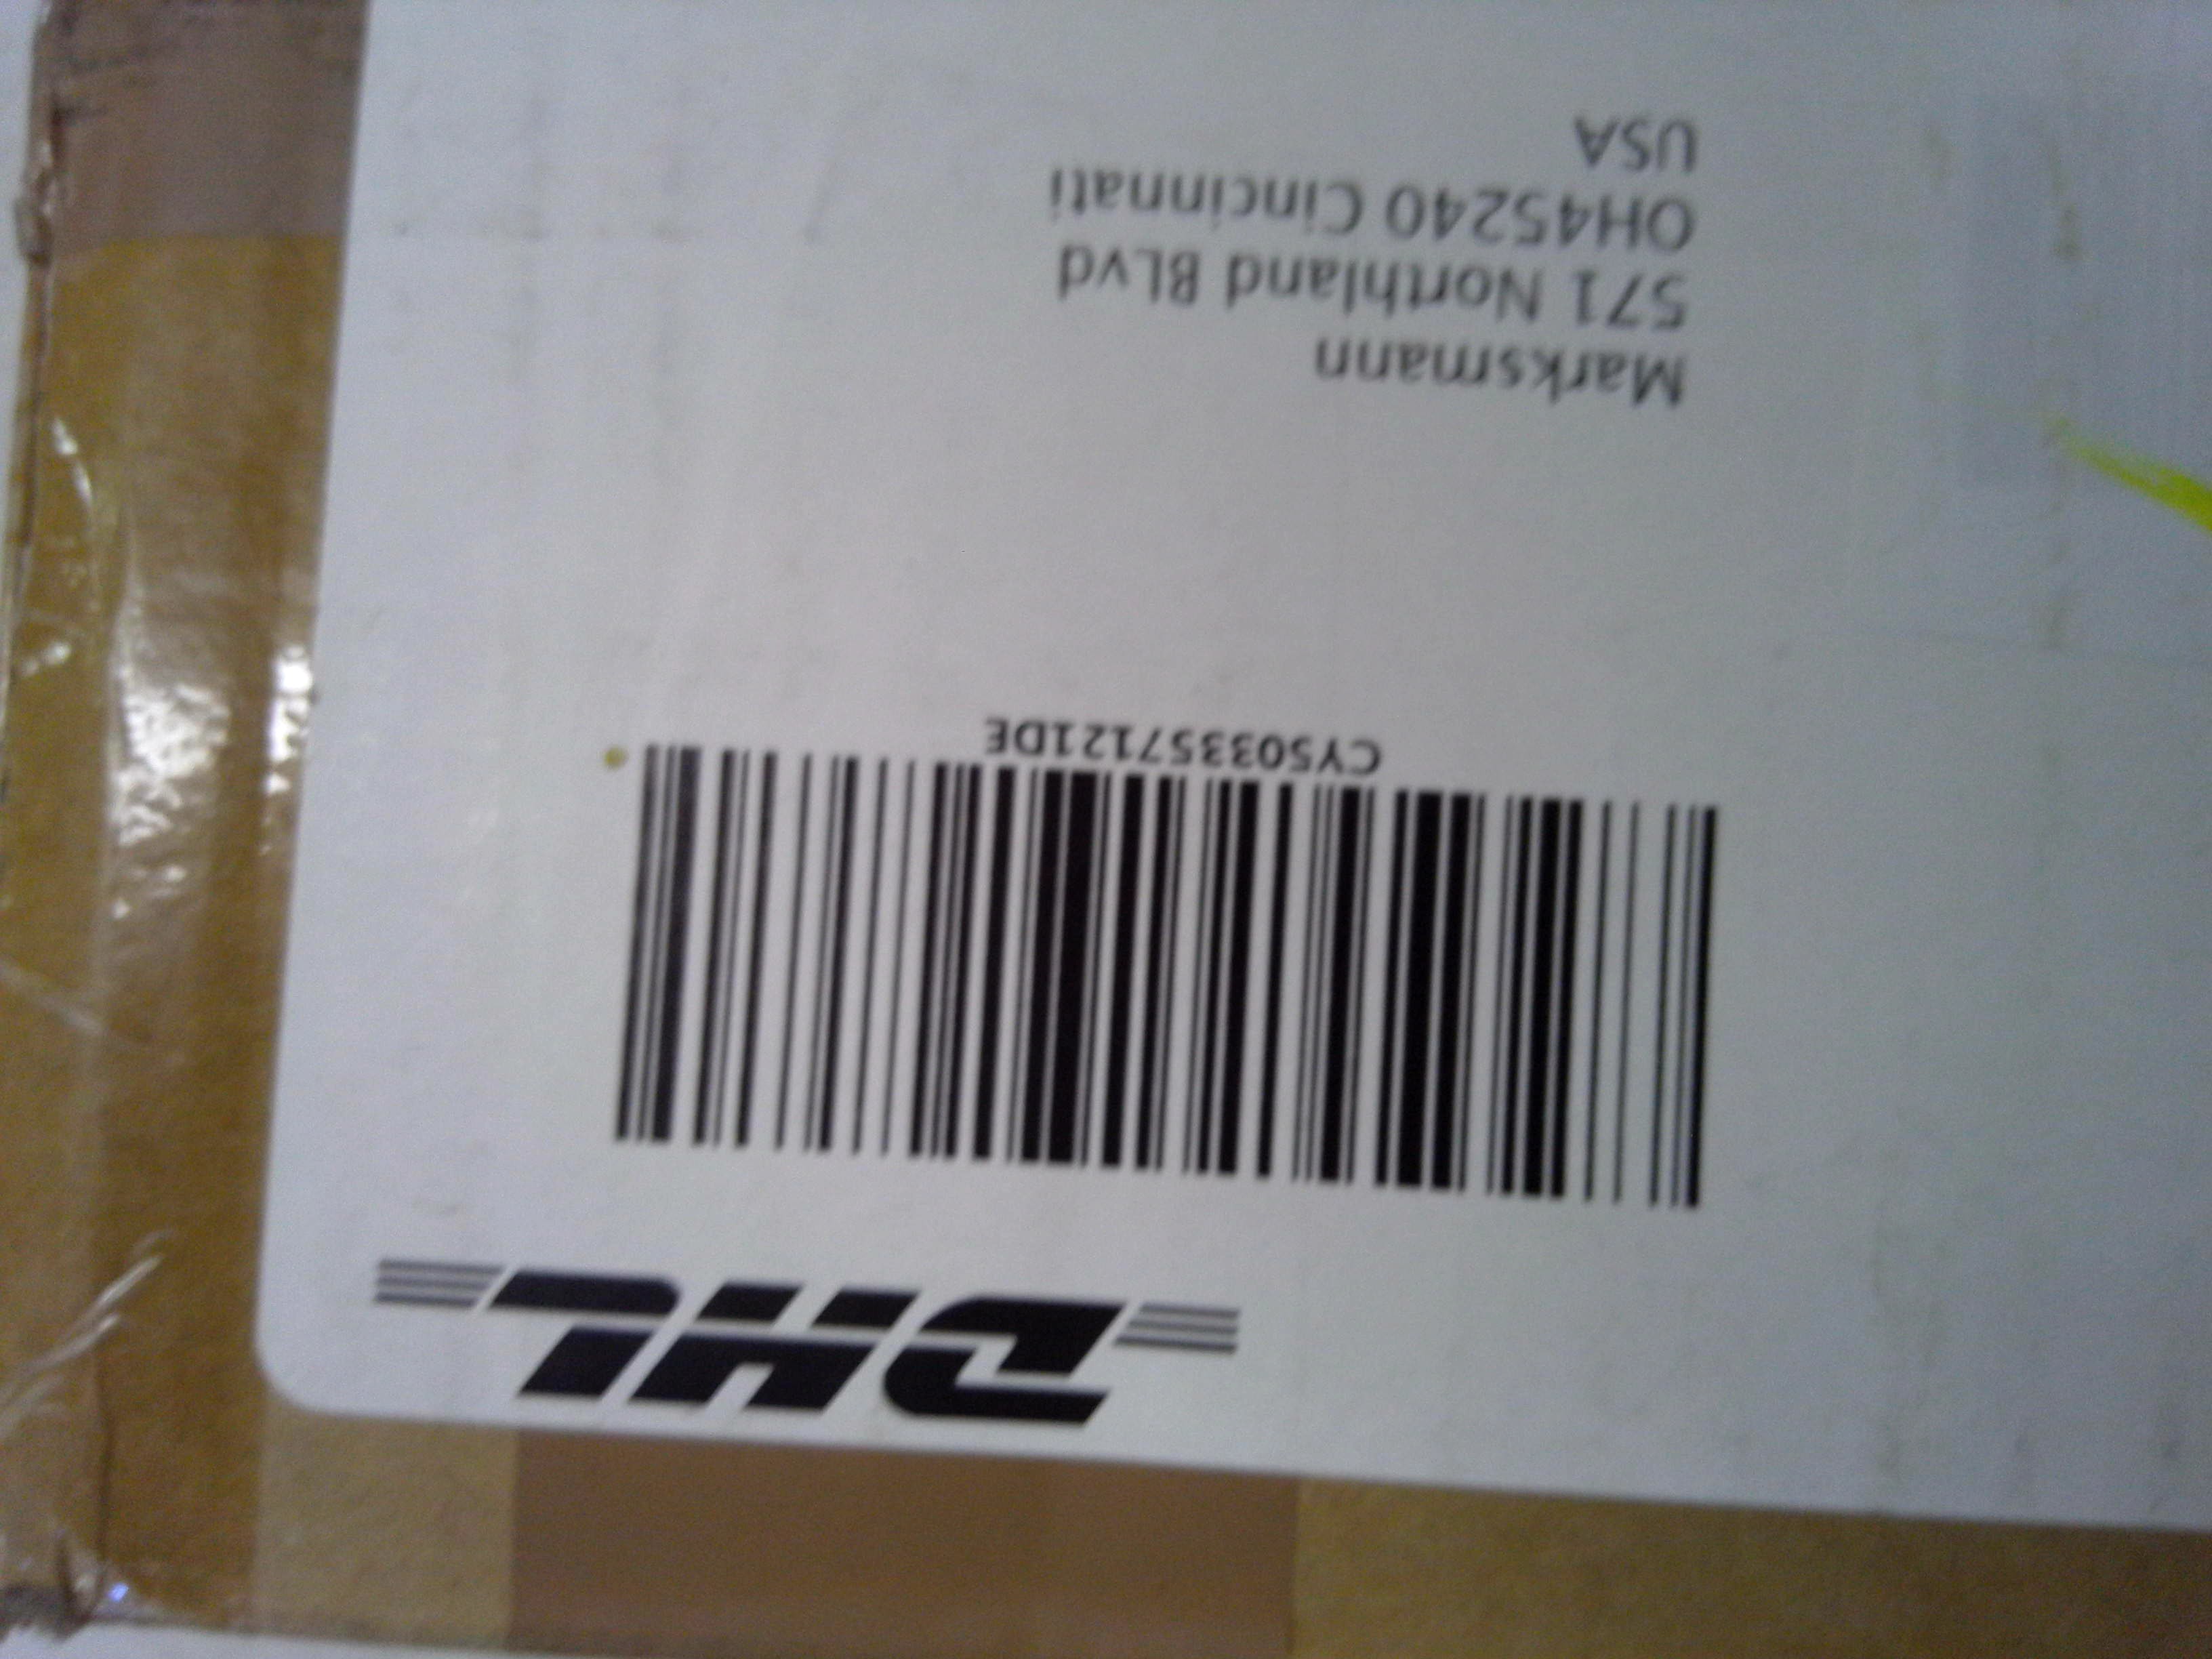 DHL
CY503357121DE
Marksmann
571 Northland BLvd
OH45240 Cincinnati
USA